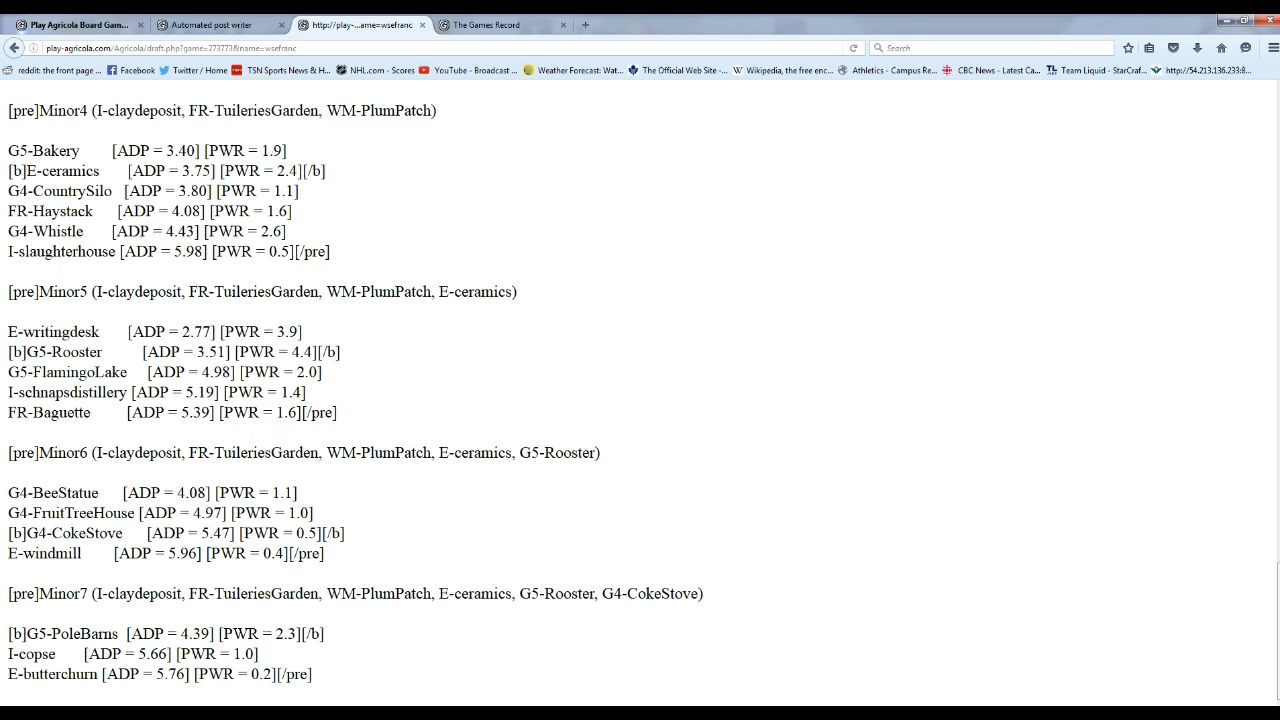 Play Agricola Board Gam...
Automated post writer
http://play-...ame=wsefranc
The Games Record
play-agricola.com/Agricola/draft.php?game=273773&name=wsefranc
Search
reddit: the front page ...
Facebook
Twitter / Home
TSN Sports News & H...
NHL.com - Scores
YouTube - Broadcast ...
Weather Forecast: Wat...
The Official Web Site -...
Wikipedia, the free enc...
Athletics - Campus Re...
CBC News - Latest Ca...
Team Liquid - StarCraf...
http://54.213.136.233:8...
[pre]Minor4 (I-claydeposit, FR-TuileriesGarden, WM-PlumPatch)
G5-Bakery [ADP = 3.40] [PWR = 1.9]
[b]E-ceramics [ADP = 3.75] [PWR = 2.4][/b]
G4-CountrySilo [ADP = 3.80] [PWR = 1.1]
FR-Haystack [ADP = 4.08] [PWR = 1.6]
G4-Whistle [ADP = 4.43] [PWR = 2.6]
I-slaughterhouse [ADP = 5.98] [PWR = 0.5][/pre]
[pre]Minor5 (I-claydeposit, FR-TuileriesGarden, WM-PlumPatch, E-ceramics)
E-writingdesk [ADP = 2.77] [PWR = 3.9]
[b]G5-Rooster [ADP = 3.51] [PWR = 4.4][/b]
G5-FlamingoLake [ADP = 4.98] [PWR = 2.0]
I-schnapsdistillery [ADP = 5.19] [PWR = 1.4]
FR-Baguette [ADP = 5.39] [PWR = 1.6][/pre]
[pre]Minor6 (I-claydeposit, FR-TuileriesGarden, WM-PlumPatch, E-ceramics, G5-Rooster)
G4-BeeStatue [ADP = 4.08] [PWR = 1.1]
G4-FruitTreeHouse [ADP = 4.97] [PWR = 1.0]
[b]G4-CokeStove [ADP = 5.47] [PWR = 0.5][/b]
E-windmill [ADP = 5.96] [PWR = 0.4][/pre]
[pre]Minor7 (I-claydeposit, FR-TuileriesGarden, WM-PlumPatch, E-ceramics, G5-Rooster, G4-CokeStove)
[b]G5-PoleBarns [ADP = 4.39] [PWR = 2.3][/b]
I-copse [ADP = 5.66] [PWR = 1.0]
E-butterchurn [ADP = 5.76] [PWR = 0.2][/pre]